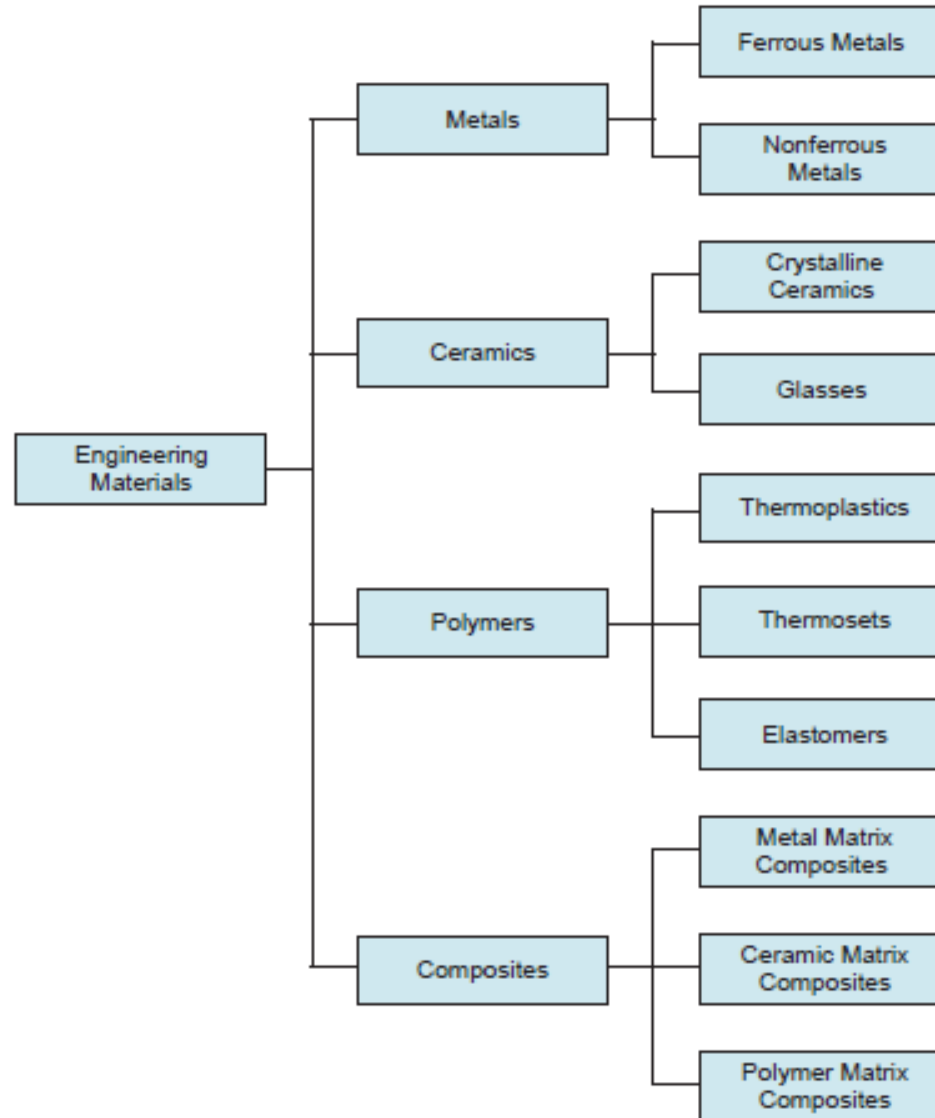 Engineering
Materials
Metals
Ferrous Metals
Nonferrous
Metals
Ceramics
Crystalline
Ceramics
Glasses
Polymers
Thermoplastics
Thermosets
Elastomers
Composites
Metal Matrix
Composites
Ceramic Matrix
Composites
Polymer Matrix
Composites